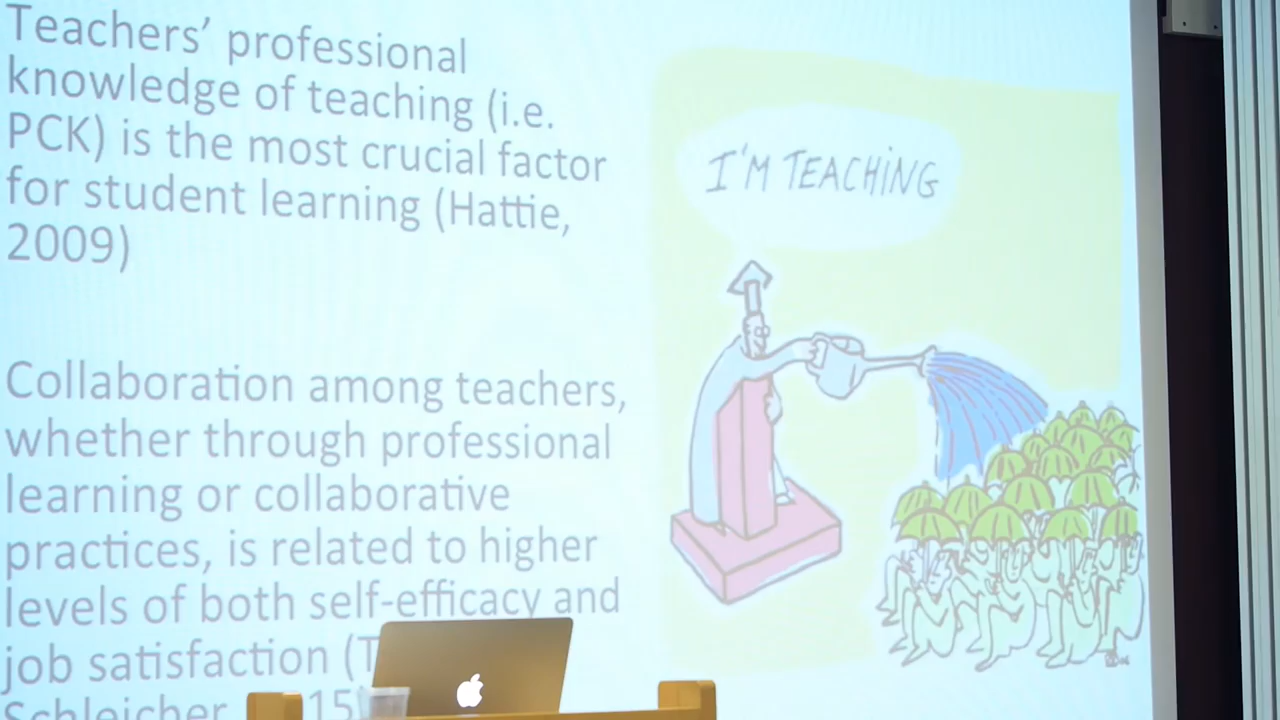 Teachers’ professional
knowledge of teaching (i.e.
PCK) is the most crucial factor
for student learning (Hattie,
2009)
Collaboration among teachers,
whether through professional
learning or collaborative
practices, is related to higher
levels of both self-efficacy and
job satisfaction (T
Schleicher 15
I'M TEACHING